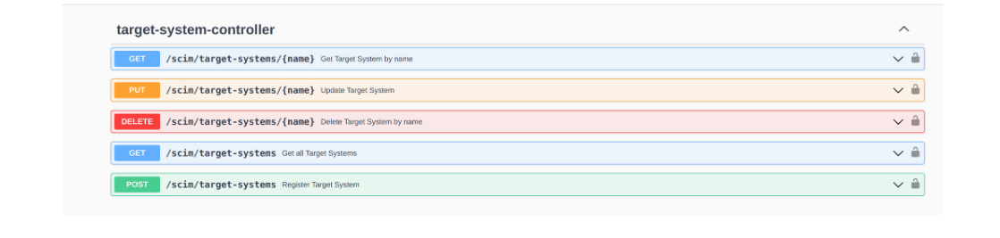 target-system-controller
GET /scim/target-systems/{name} Get Target System by name
PUT /scim/target-systems/{name} Update Target System
DELETE /scim/target-systems/{name} Delete Target System by name
GET /scim/target-systems Get all Target Systems
POST /scim/target-systems Register Target System